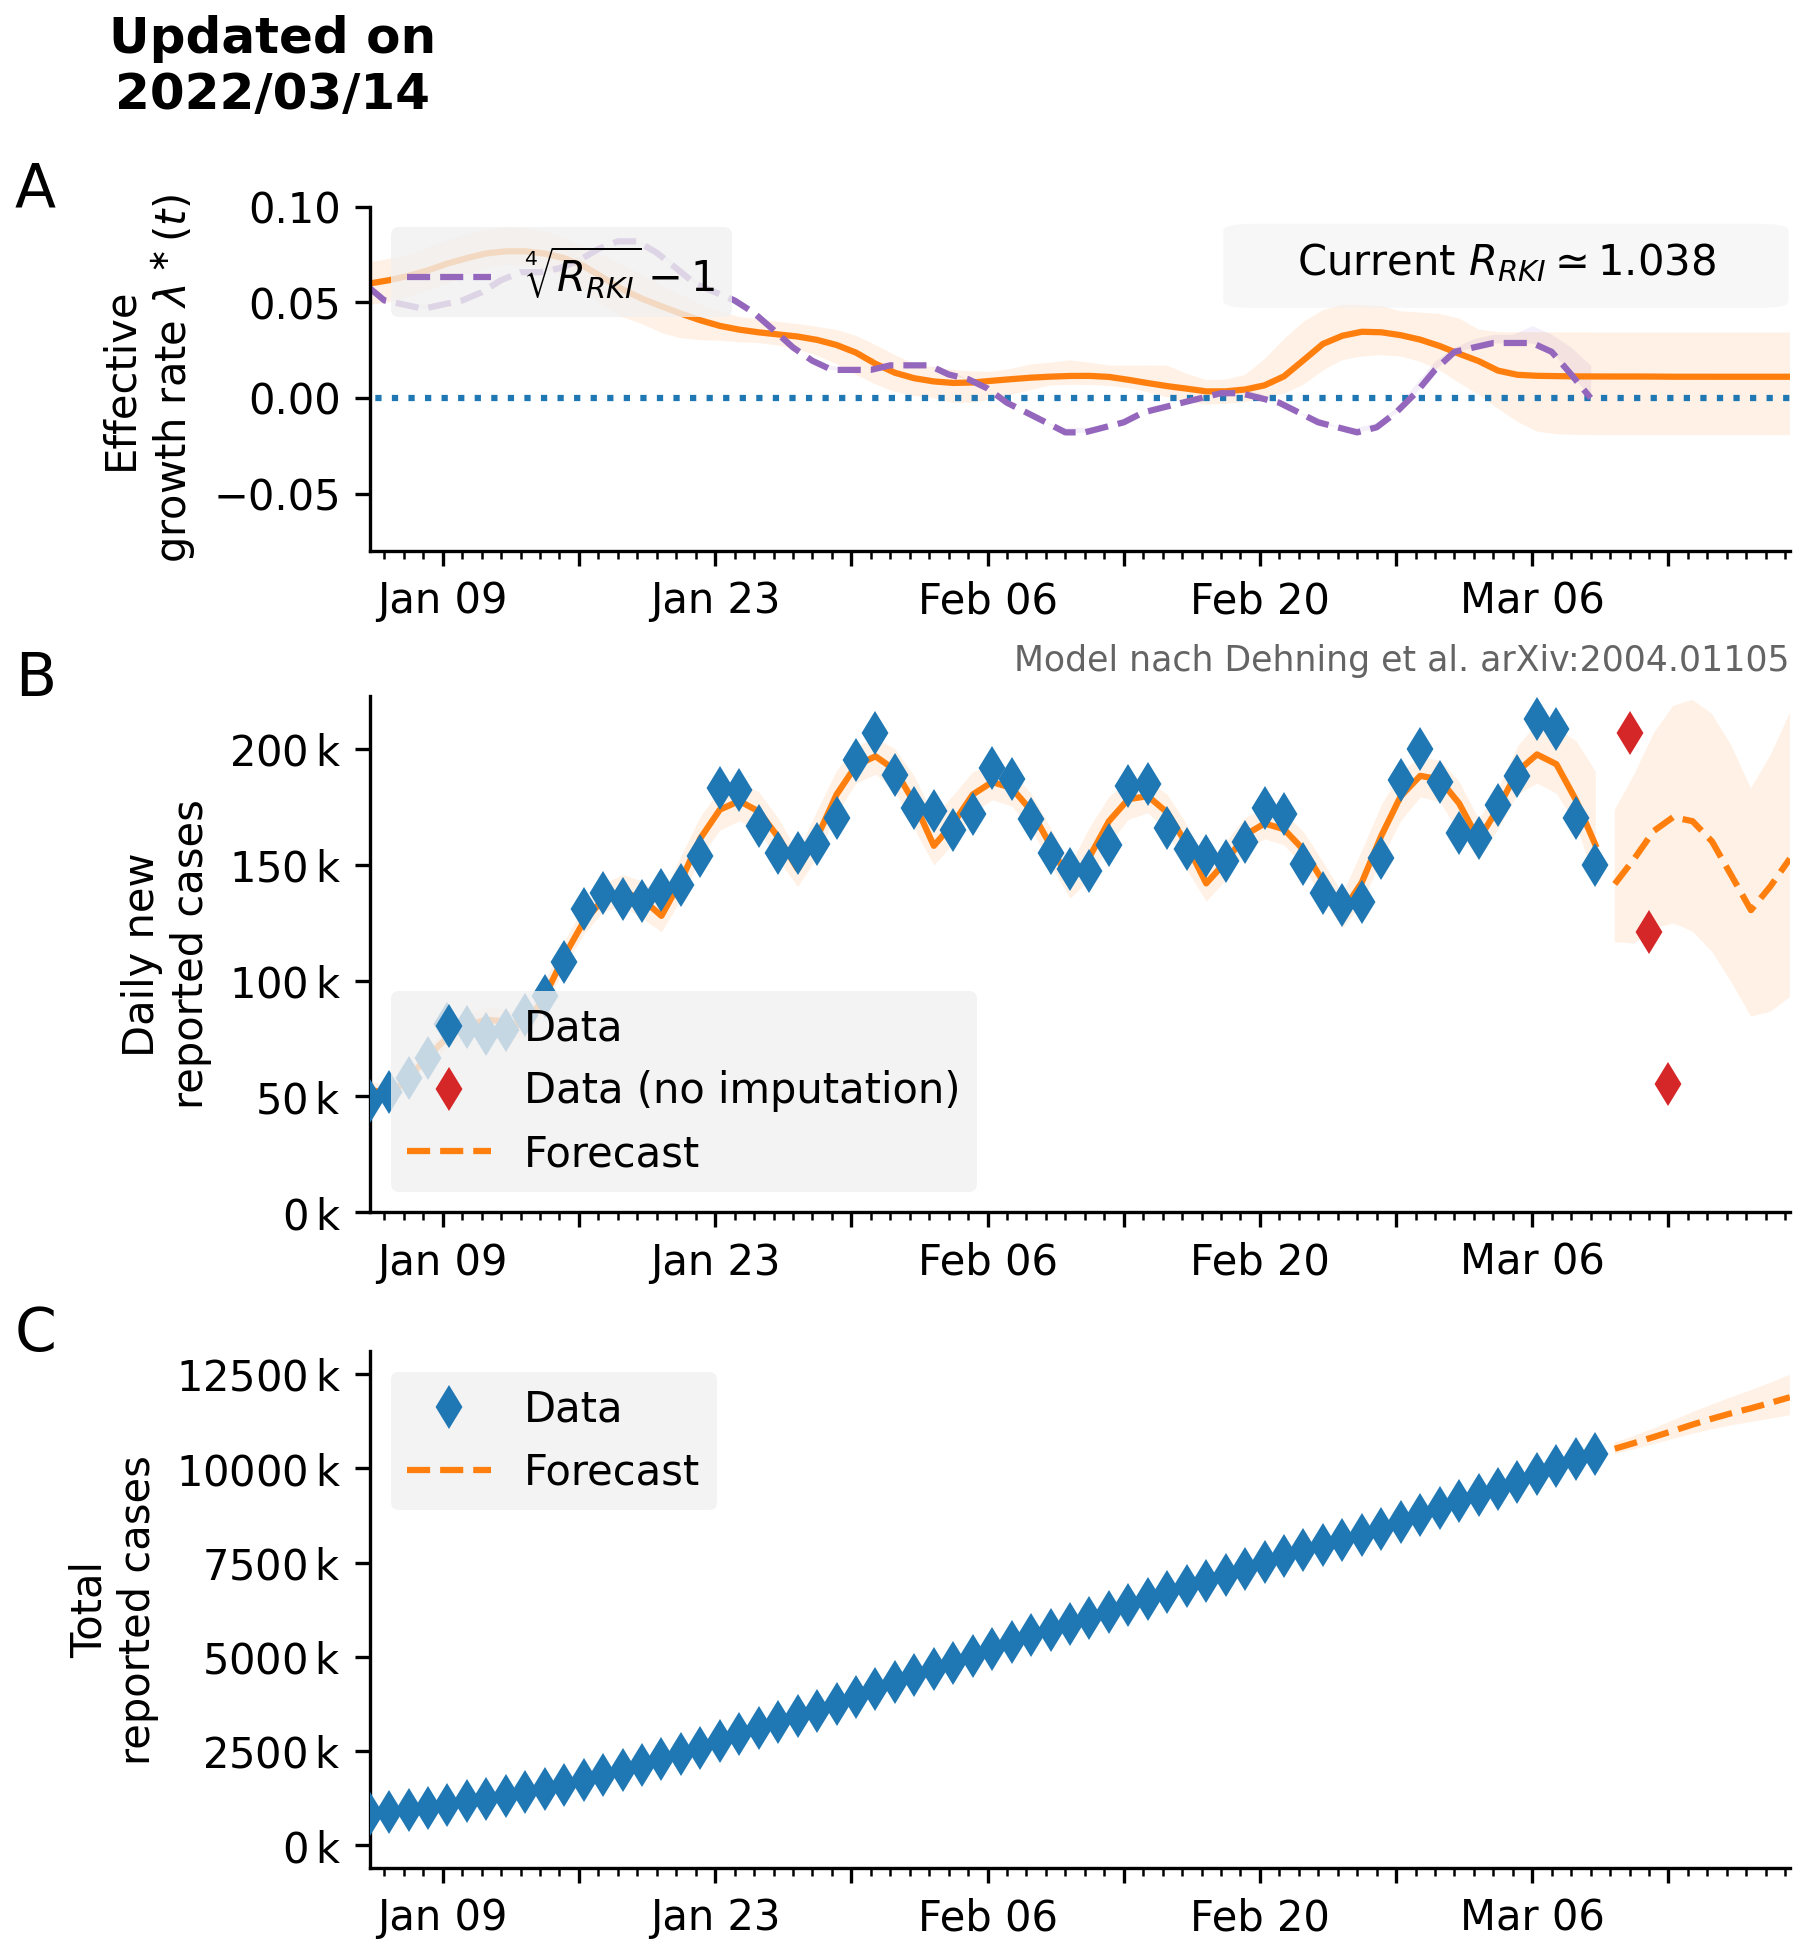 Updated on
2022/03/14
A
Effective
growth rate λ * (t)
0.10
0.05
0.00
−0.05
∜R_RKI − 1
Current R_RKI ≃ 1.038
Jan 09 Jan 23 Feb 06 Feb 20 Mar 06
Model nach Dehning et al. arXiv:2004.01105
B
Daily new
reported cases
200 k
150 k
100 k
50 k
0 k
Data
Data (no imputation)
Forecast
Jan 09 Jan 23 Feb 06 Feb 20 Mar 06
C
Total
reported cases
12500 k
10000 k
7500 k
5000 k
2500 k
0 k
Data
Forecast
Jan 09 Jan 23 Feb 06 Feb 20 Mar 06